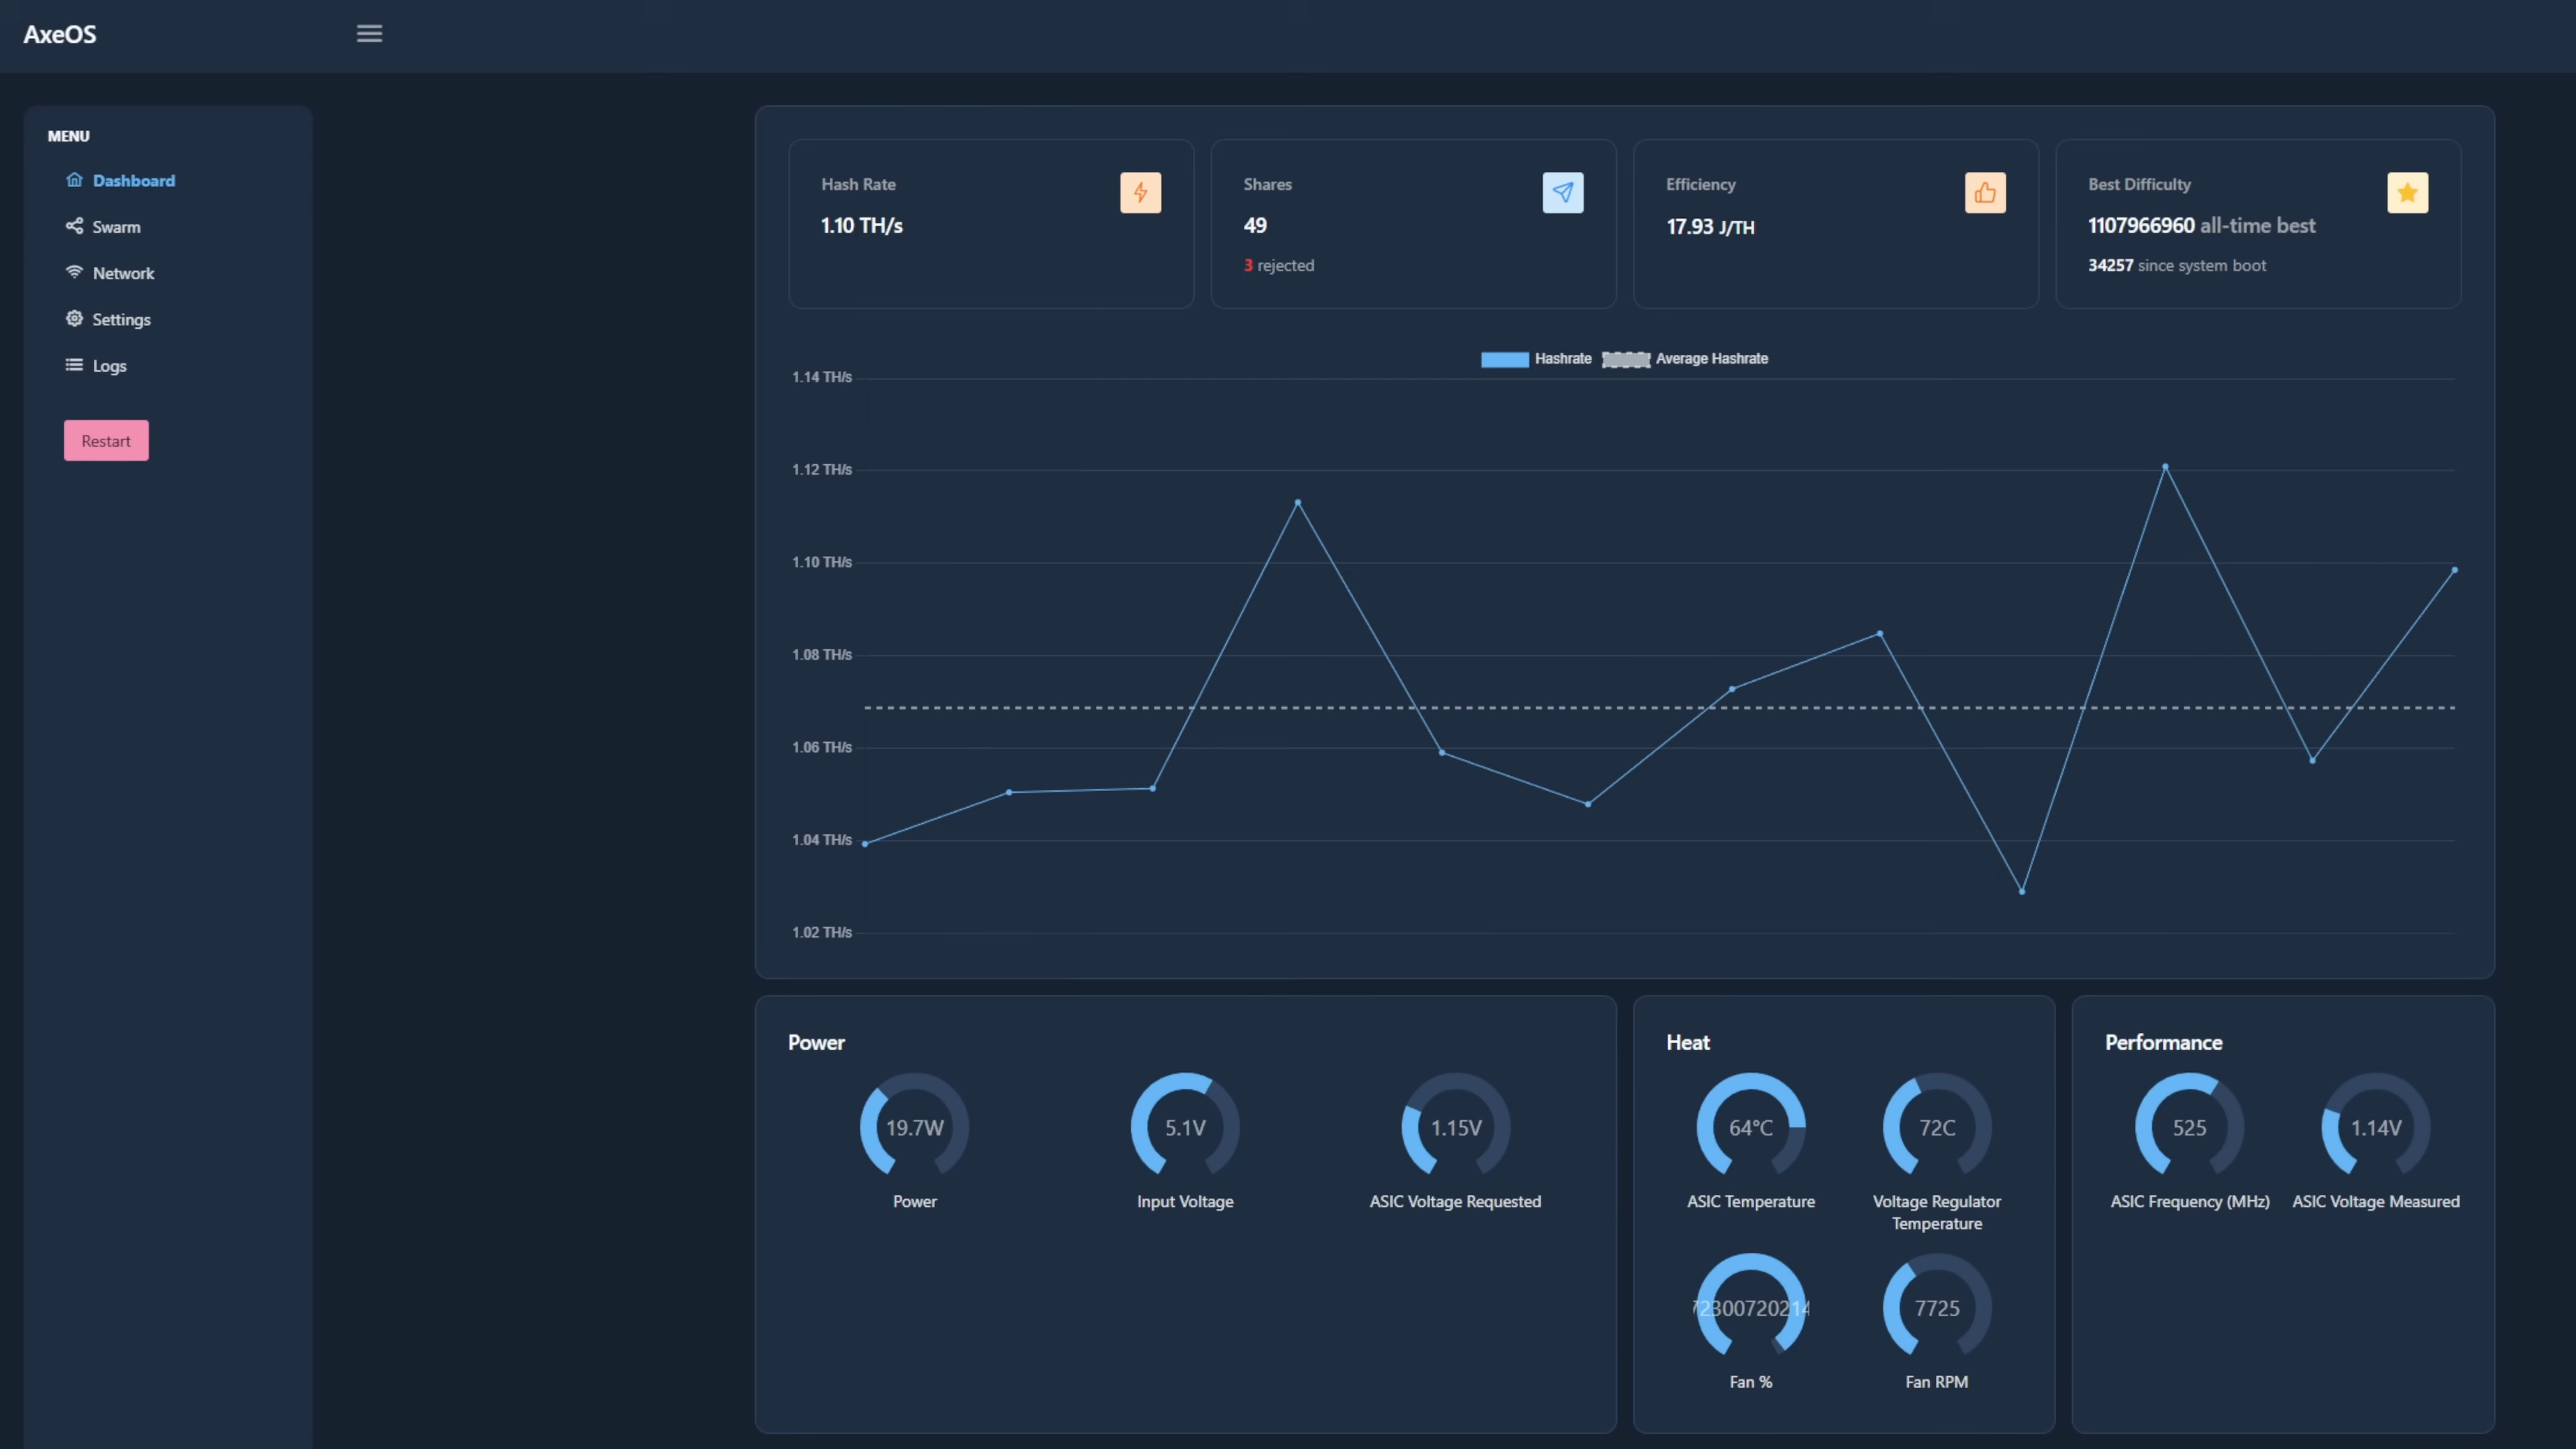 AxeOS
MENU
Dashboard
Swarm
Network
Settings
Logs
Restart
Hash Rate
1.10 TH/s
Shares
49
3 rejected
Efficiency
17.93 J/TH
Best Difficulty
1107966960 all-time best
34257 since system boot
Hashrate
Average Hashrate
1.14 TH/s
1.12 TH/s
1.10 TH/s
1.08 TH/s
1.06 TH/s
1.04 TH/s
1.02 TH/s
Power
19.7W
Power
5.1V
Input Voltage
1.15V
ASIC Voltage Requested
Heat
64°C
ASIC Temperature
72C
Voltage Regulator
Temperature
Fan %
7725
Fan RPM
Performance
525
ASIC Frequency (MHz)
1.14V
ASIC Voltage Measured